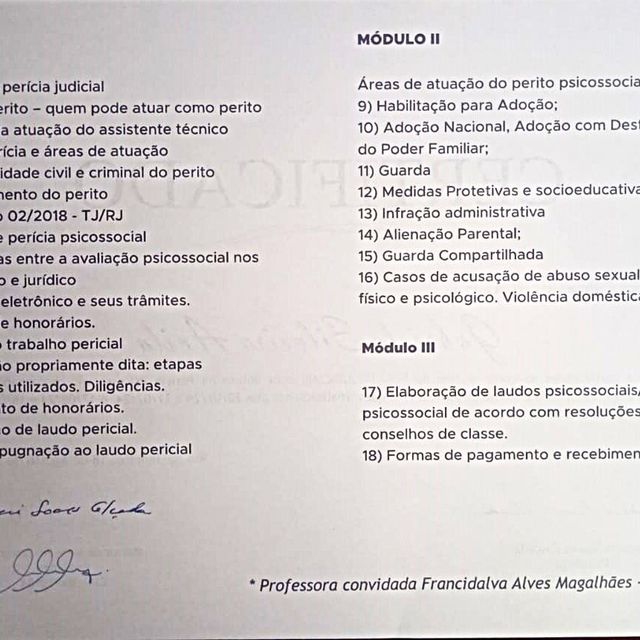 perícia judicial
erito – quem pode atuar como perito
a atuação do assistente técnico
rícia e áreas de atuação
idade civil e criminal do perito
mento do perito
o 02/2018 - TJ/RJ
e perícia psicossocial
as entre a avaliação psicossocial nos
o e jurídico
eletrônico e seus trâmites.
e honorários.
o trabalho pericial
ão propriamente dita: etapas
s utilizados. Diligências.
to de honorários.
ão de laudo pericial.
pugnação ao laudo pericial
MÓDULO II
Áreas de atuação do perito psicossocia
9) Habilitação para Adoção;
10) Adoção Nacional, Adoção com Dest
do Poder Familiar;
11) Guarda
12) Medidas Protetivas e socioeducativa
13) Infração administrativa
14) Alienação Parental;
15) Guarda Compartilhada
16) Casos de acusação de abuso sexual
físico e psicológico. Violência doméstica
Módulo III
17) Elaboração de laudos psicossociais/
psicossocial de acordo com resoluções
conselhos de classe.
18) Formas de pagamento e recebimen
CERTIFICADO
* Professora convidada Francidalva Alves Magalhães -